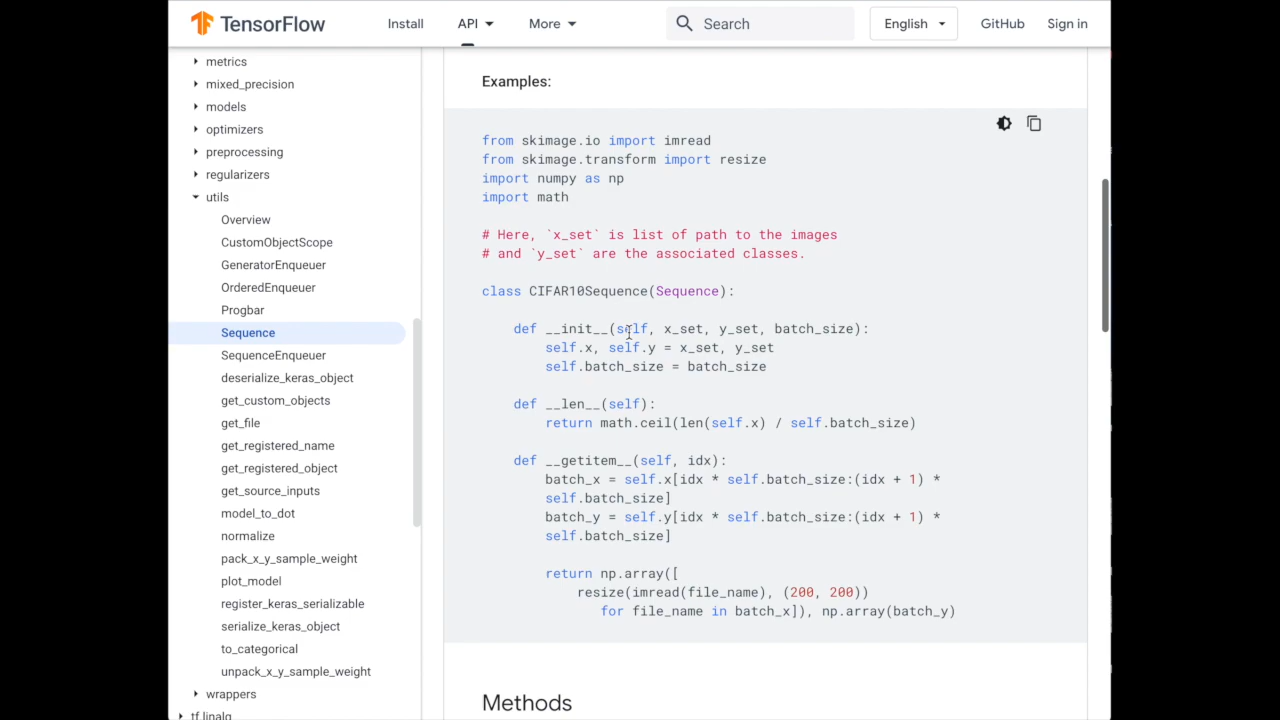 TensorFlow
Install
API
More
Search
English
GitHub
Sign in
metrics
mixed_precision
models
optimizers
preprocessing
regularizers
utils
Overview
CustomObjectScope
GeneratorEnqueuer
OrderedEnqueuer
Progbar
Sequence
SequenceEnqueuer
deserialize_keras_object
get_custom_objects
get_file
get_registered_name
get_registered_object
get_source_inputs
model_to_dot
normalize
pack_x_y_sample_weight
plot_model
register_keras_serializable
serialize_keras_object
to_categorical
unpack_x_y_sample_weight
wrappers
tf.linalg
Examples:
from skimage.io import imread
from skimage.transform import resize
import numpy as np
import math
# Here, `x_set` is list of path to the images
# and `y_set` are the associated classes.
class CIFAR10Sequence(Sequence):
def __init__(self, x_set, y_set, batch_size):
self.x, self.y = x_set, y_set
self.batch_size = batch_size
def __len__(self):
return math.ceil(len(self.x) / self.batch_size)
def __getitem__(self, idx):
batch_x = self.x[idx * self.batch_size:(idx + 1) *
self.batch_size]
batch_y = self.y[idx * self.batch_size:(idx + 1) *
self.batch_size]
return np.array([
resize(imread(file_name), (200, 200))
for file_name in batch_x]), np.array(batch_y)
Methods